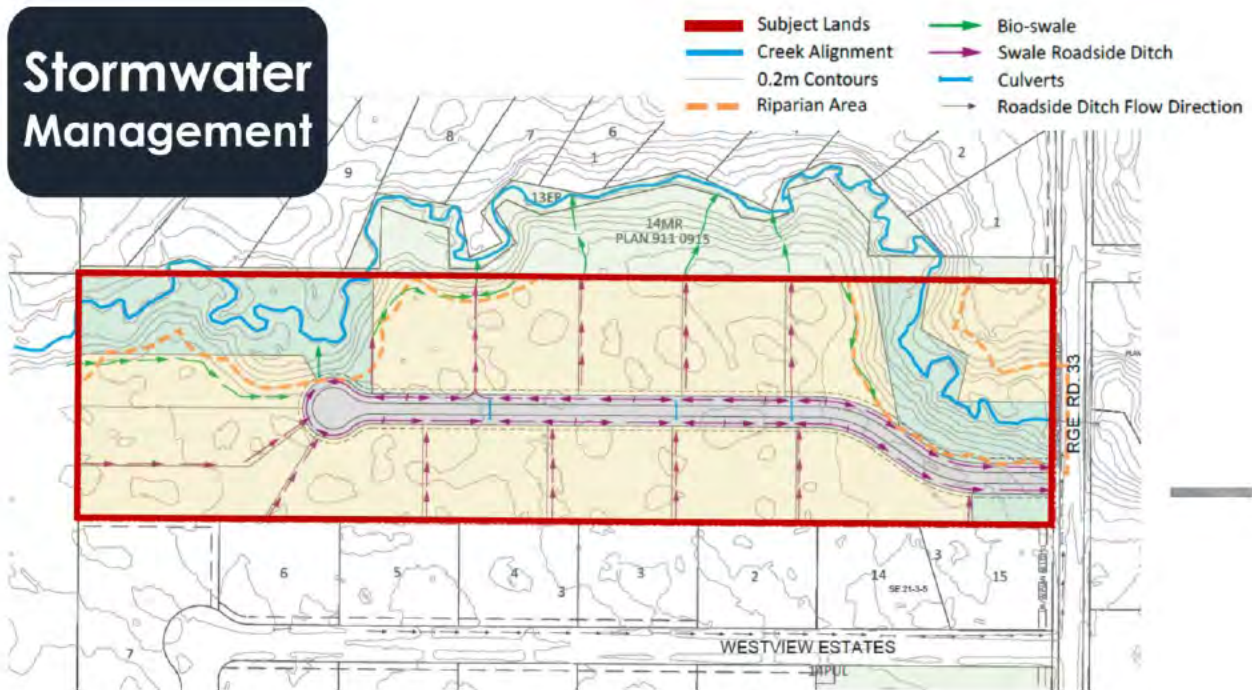 Stormwater
Management
Subject Lands
Creek Alignment
0.2m Contours
Riparian Area
Bio-swale
Swale Roadside Ditch
Culverts
Roadside Ditch Flow Direction
9
8
7
6
1
2
1
13ER
14MR
PLAN 911 0915
RGE. RD. 33
6
5
4
3
3
2
14
3
15
SE 21-3-5
7
WESTVIEW ESTATES
14PUL